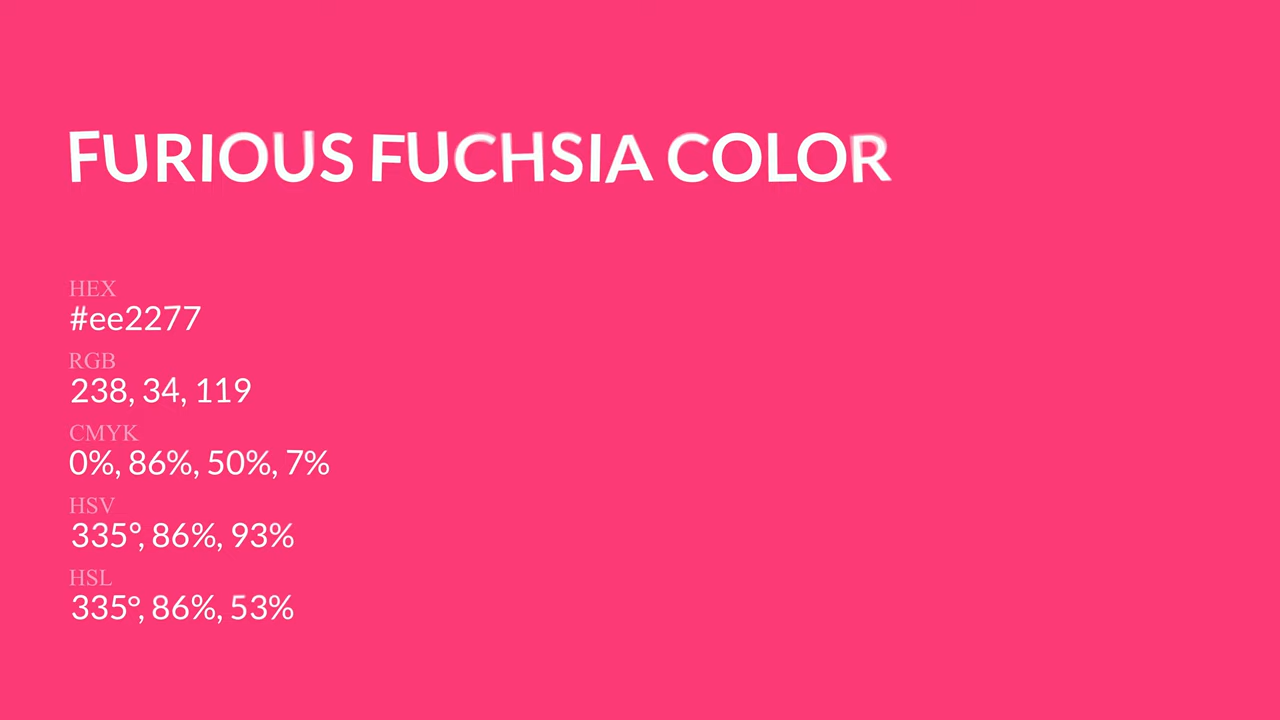 FURIOUS FUCHSIA COLOR
HEX
#ee2277
RGB
238, 34, 119
CMYK
0%, 86%, 50%, 7%
HSV
335°, 86%, 93%
HSL
335°, 86%, 53%